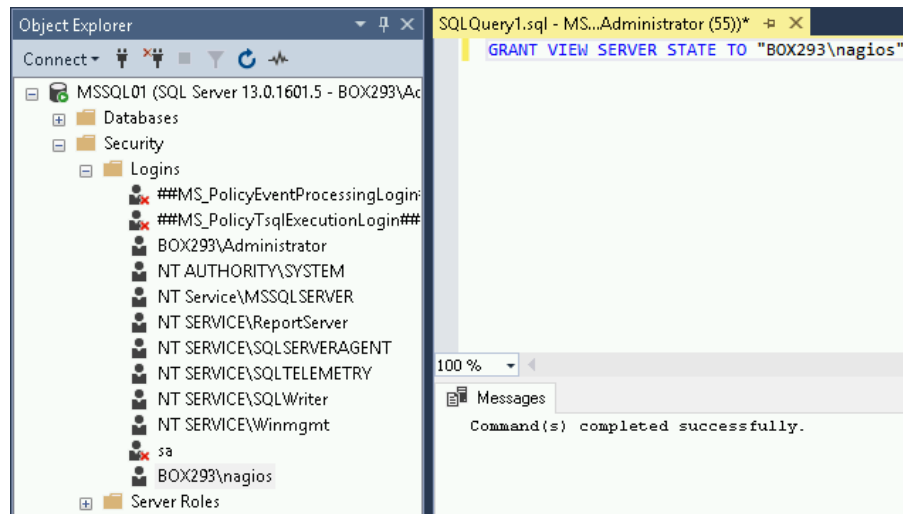 Object Explorer
Connect
MSSQL01 (SQL Server 13.0.1601.5 - BOX293\Ac
Databases
Security
Logins
##MS_PolicyEventProcessingLogin
##MS_PolicyTsqlExecutionLogin##
BOX293\Administrator
NT AUTHORITY\SYSTEM
NT Service\MSSQLSERVER
NT SERVICE\ReportServer
NT SERVICE\SQLSERVERAGENT
NT SERVICE\SQLTELEMETRY
NT SERVICE\SQLWriter
NT SERVICE\Winmgmt
sa
BOX293\nagios
Server Roles
SQLQuery1.sql - MS...Administrator (55))*
GRANT VIEW SERVER STATE TO "BOX293\nagios"
100 %
Messages
Command(s) completed successfully.